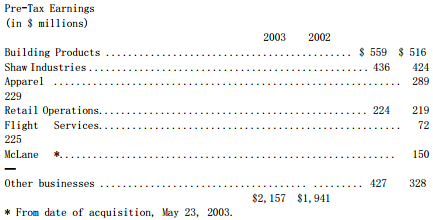 Pre-Tax Earnings
(in $ millions)
2003 2002
Building Products ................................................. $ 559 $ 516
Shaw Industries.................................................... 436 424
Apparel .......................................................... 289
229
Retail Operations.................................................. 224 219
Flight Services.................................................. 72
225
McLane *......................................................... 150
—
Other businesses ........................................ ......... 427 328
$2,157 $1,941
* From date of acquisition, May 23, 2003.